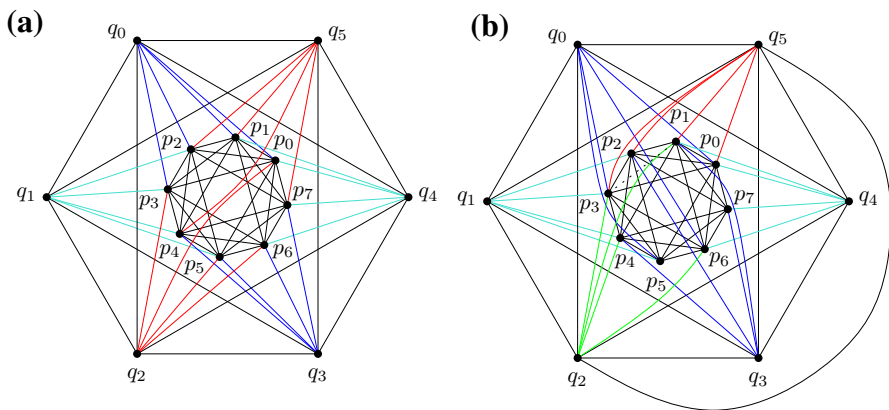 (a)
q0 q5
p1
p2 p0
q1 p3 p7 q4
p4 p6
p5
q2 q3
(b)
q0 q5
p1
p2 p0
q1 p3 p7 q4
p4 p6
p5
q2 q3